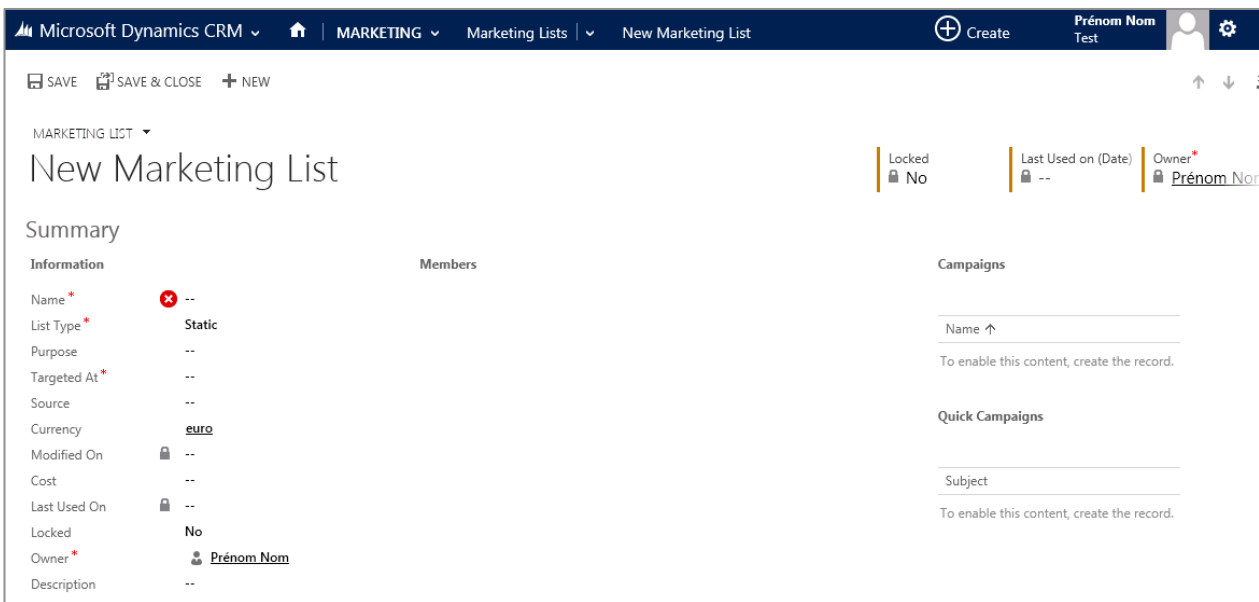 Microsoft Dynamics CRM MARKETING Marketing Lists New Marketing List Create Prénom Nom
Test
SAVE SAVE & CLOSE + NEW
MARKETING LIST
New Marketing List
Locked
No
Last Used on (Date)
--
Owner*
Prénom Nom
Summary
Information
Name* --
List Type* Static
Purpose --
Targeted At* --
Source --
Currency euro
Modified On --
Cost --
Last Used On --
Locked No
Owner* Prénom Nom
Description --
Members
Campaigns
Name ↑
To enable this content, create the record.
Quick Campaigns
Subject
To enable this content, create the record.